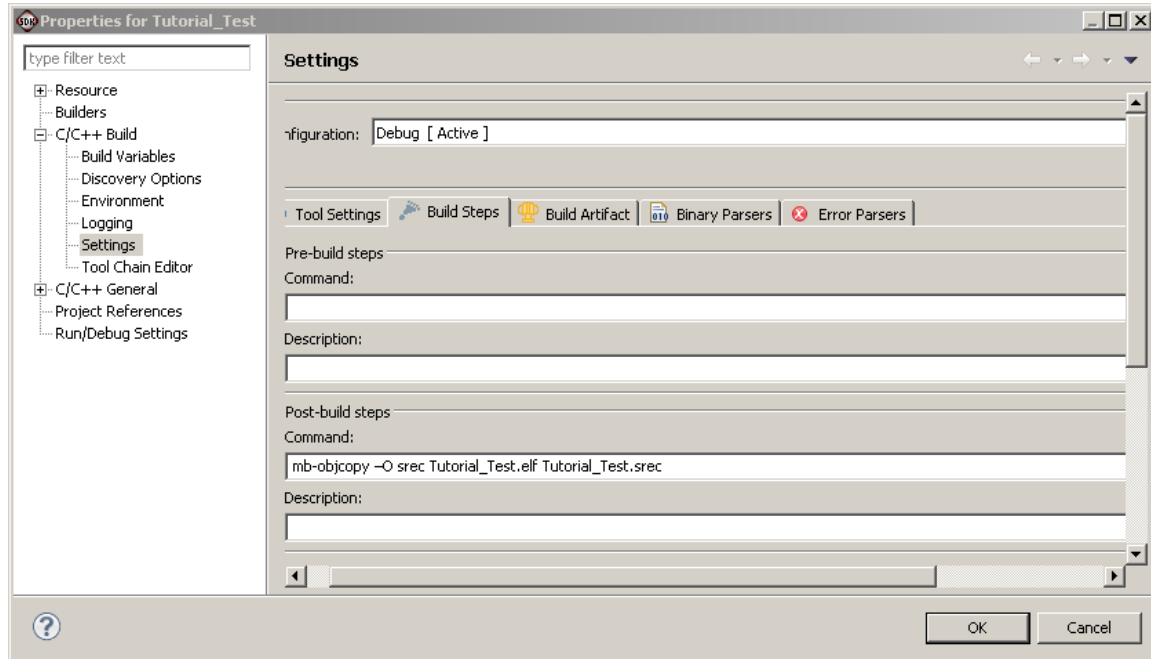 SDK Properties for Tutorial_Test
type filter text
Settings
Resource
Builders
C/C++ Build
Build Variables
Discovery Options
Environment
Logging
Settings
Tool Chain Editor
C/C++ General
Project References
Run/Debug Settings
nfiguration: Debug [ Active ]
Tool Settings Build Steps Build Artifact 010 Binary Parsers Error Parsers
Pre-build steps
Command:
Description:
Post-build steps
Command:
mb-objcopy –O srec Tutorial_Test.elf Tutorial_Test.srec
Description:
? OK Cancel